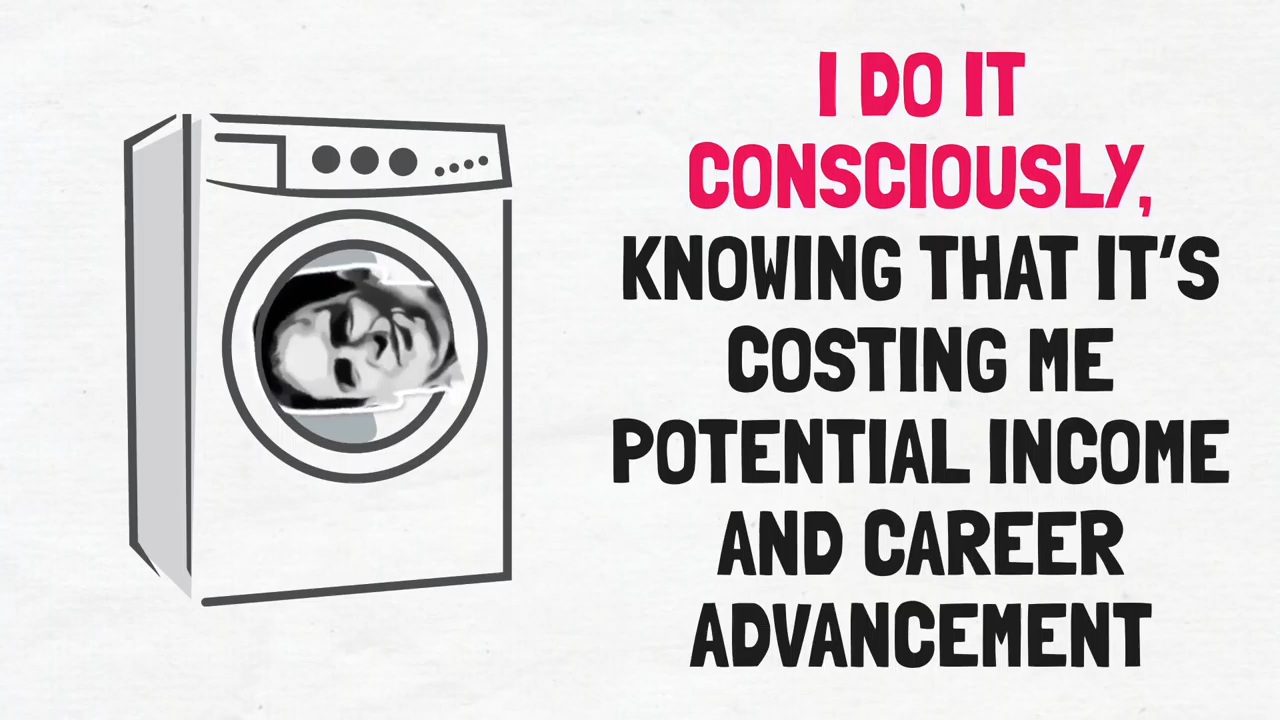 I DO IT
CONSCIOUSLY,
KNOWING THAT IT'S
COSTING ME
POTENTIAL INCOME
AND CAREER
ADVANCEMENT